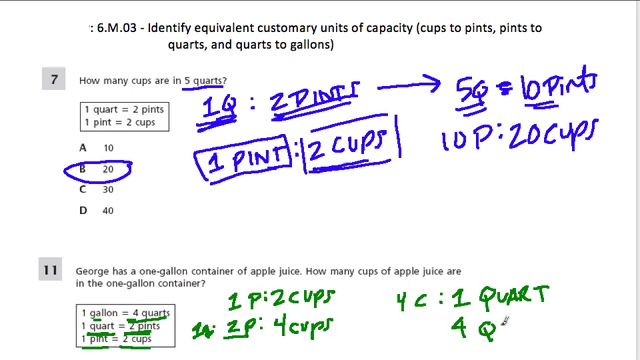 : 6.M.03 - Identify equivalent customary units of capacity (cups to pints, pints to
quarts, and quarts to gallons)
7 How many cups are in 5 quarts?
1 quart = 2 pints
1 pint = 2 cups
A 10
B 20
C 30
D 40
1Q : 2 PINTS
5Q = 10 Pints
1 PINT : 2 CUPS
10P : 20 CUPS
11 George has a one-gallon container of apple juice. How many cups of apple juice are
in the one-gallon container?
1 gallon = 4 quarts
1 quart = 2 pints
1 pint = 2 cups
1 P : 2 CUPS
2P : 4 CUPS
4 C : 1 QUART
4 Q